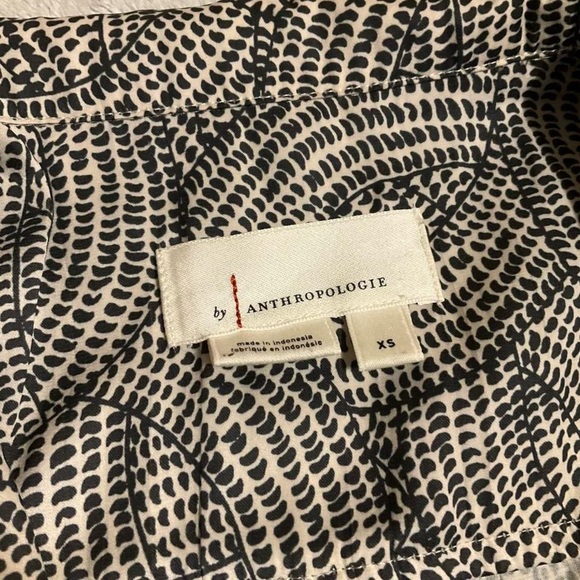 by ANTHROPOLOGIE
made in indonesia
fabriqué en indonésie
XS